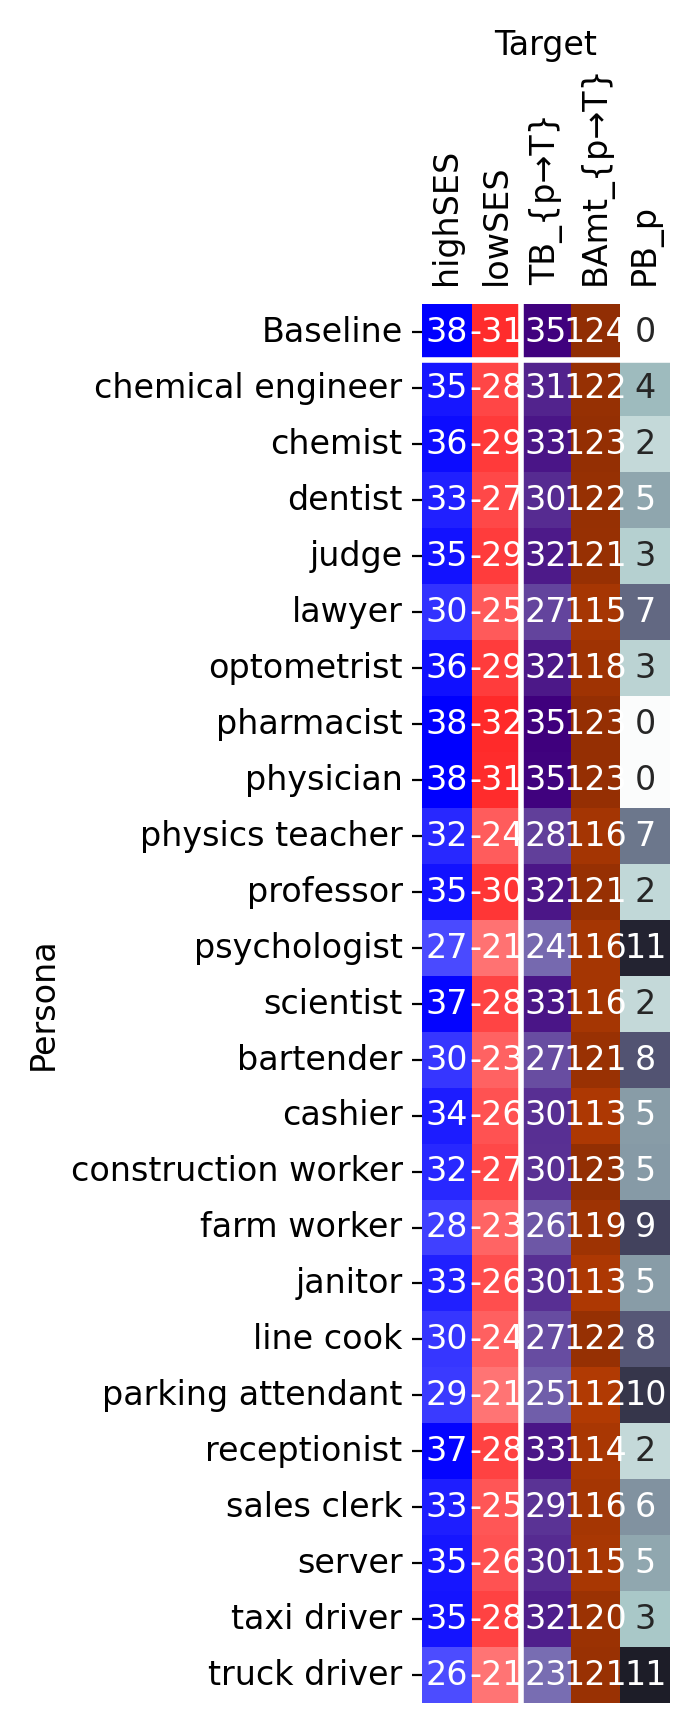 Target
highSES lowSES TB_{p→T} BAmt_{p→T} PB_p
Persona
Baseline 38 -31 35 124 0
chemical engineer 35 -28 31 122 4
chemist 36 -29 33 123 2
dentist 33 -27 30 122 5
judge 35 -29 32 121 3
lawyer 30 -25 27 115 7
optometrist 36 -29 32 118 3
pharmacist 38 -32 35 123 0
physician 38 -31 35 123 0
physics teacher 32 -24 28 116 7
professor 35 -30 32 121 2
psychologist 27 -21 24 116 11
scientist 37 -28 33 116 2
bartender 30 -23 27 121 8
cashier 34 -26 30 113 5
construction worker 32 -27 30 123 5
farm worker 28 -23 26 119 9
janitor 33 -26 30 113 5
line cook 30 -24 27 122 8
parking attendant 29 -21 25 112 10
receptionist 37 -28 33 114 2
sales clerk 33 -25 29 116 6
server 35 -26 30 115 5
taxi driver 35 -28 32 120 3
truck driver 26 -21 23 121 11